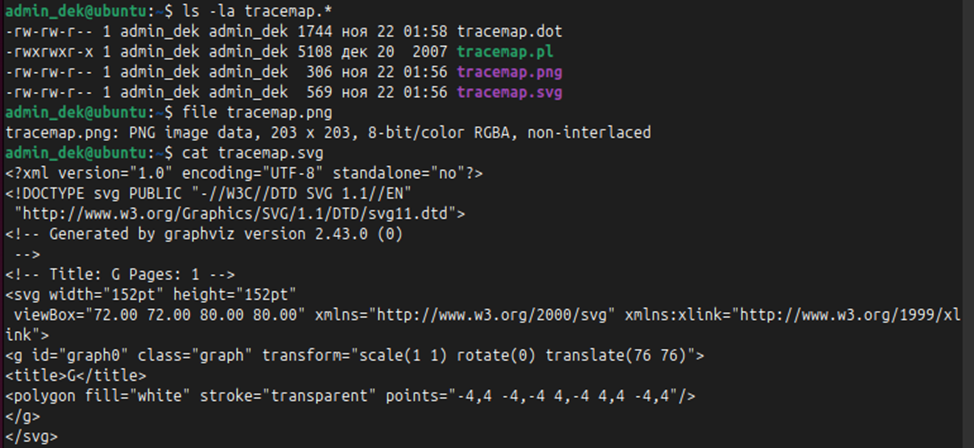 admin_dek@ubuntu:~$ ls -la tracemap.*
-rw-rw-r-- 1 admin_dek admin_dek 1744 ноя 22 01:58 tracemap.dot
-rwxrwxr-x 1 admin_dek admin_dek 5108 дек 20  2007 tracemap.pl
-rw-rw-r-- 1 admin_dek admin_dek  306 ноя 22 01:56 tracemap.png
-rw-rw-r-- 1 admin_dek admin_dek  569 ноя 22 01:56 tracemap.svg
admin_dek@ubuntu:~$ file tracemap.png
tracemap.png: PNG image data, 203 x 203, 8-bit/color RGBA, non-interlaced
admin_dek@ubuntu:~$ cat tracemap.svg
<?xml version="1.0" encoding="UTF-8" standalone="no"?>
<!DOCTYPE svg PUBLIC "-//W3C//DTD SVG 1.1//EN"
 "http://www.w3.org/Graphics/SVG/1.1/DTD/svg11.dtd">
<!-- Generated by graphviz version 2.43.0 (0)
 -->
<!-- Title: G Pages: 1 -->
<svg width="152pt" height="152pt"
 viewBox="72.00 72.00 80.00 80.00" xmlns="http://www.w3.org/2000/svg" xmlns:xlink="http://www.w3.org/1999/xl
ink">
<g id="graph0" class="graph" transform="scale(1 1) rotate(0) translate(76 76)">
<title>G</title>
<polygon fill="white" stroke="transparent" points="-4,4 -4,-4 4,-4 4,4 -4,4"/>
</g>
</svg>